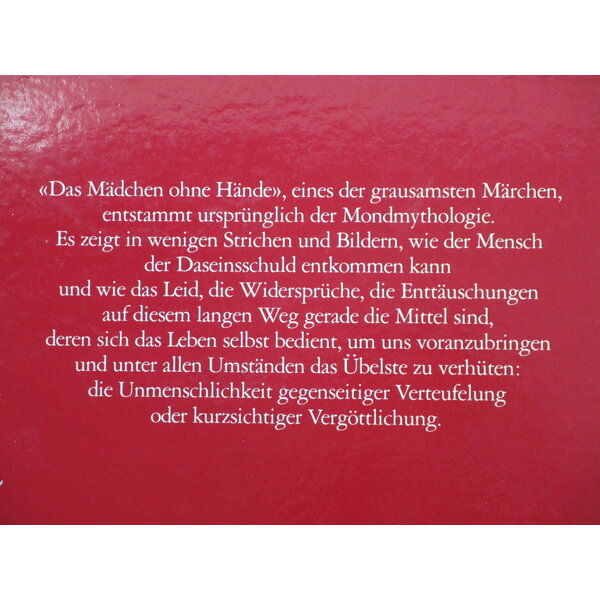 «Das Mädchen ohne Hände», eines der grausamsten Märchen,
entstammt ursprünglich der Mondmythologie.
Es zeigt in wenigen Strichen und Bildern, wie der Mensch
der Daseinsschuld entkommen kann
und wie das Leid, die Widersprüche, die Enttäuschungen
auf diesem langen Weg gerade die Mittel sind,
deren sich das Leben selbst bedient, um uns voranzubringen
und unter allen Umständen das Übelste zu verhüten:
die Unmenschlichkeit gegenseitiger Verteufelung
oder kurzsichtiger Vergöttlichung.